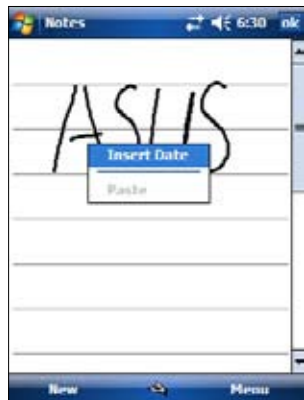 Notes 6:30 ok
ASUS
Insert Date
Paste
New Menu